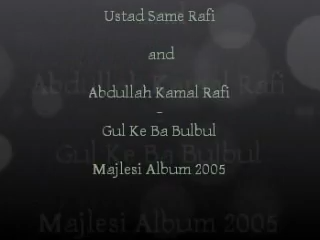 Ustad Same Rafi
and
Abdullah Kamal Rafi
-
Gul Ke Ba Bulbul
Majlesi Album 2005